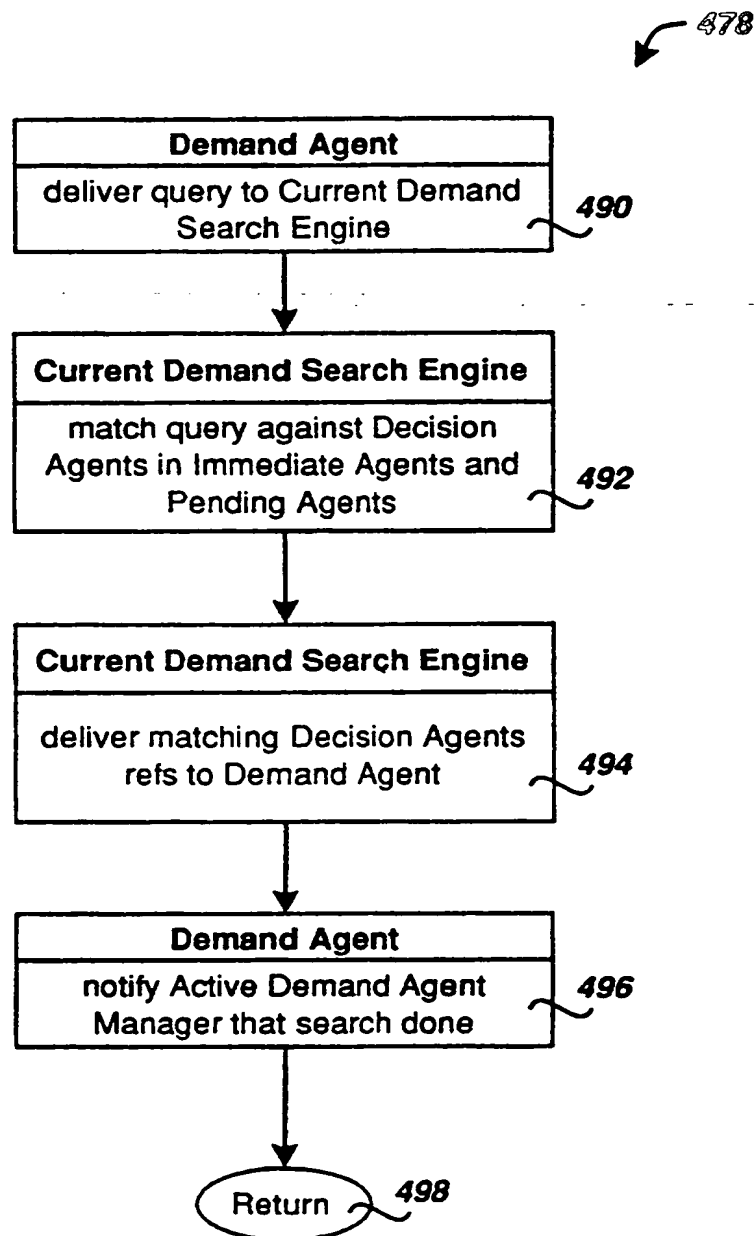 478
Demand Agent
deliver query to Current Demand
Search Engine
490
Current Demand Search Engine
match query against Decision
Agents in Immediate Agents and
Pending Agents
492
Current Demand Search Engine
deliver matching Decision Agents
refs to Demand Agent
494
Demand Agent
notify Active Demand Agent
Manager that search done
496
Return
498